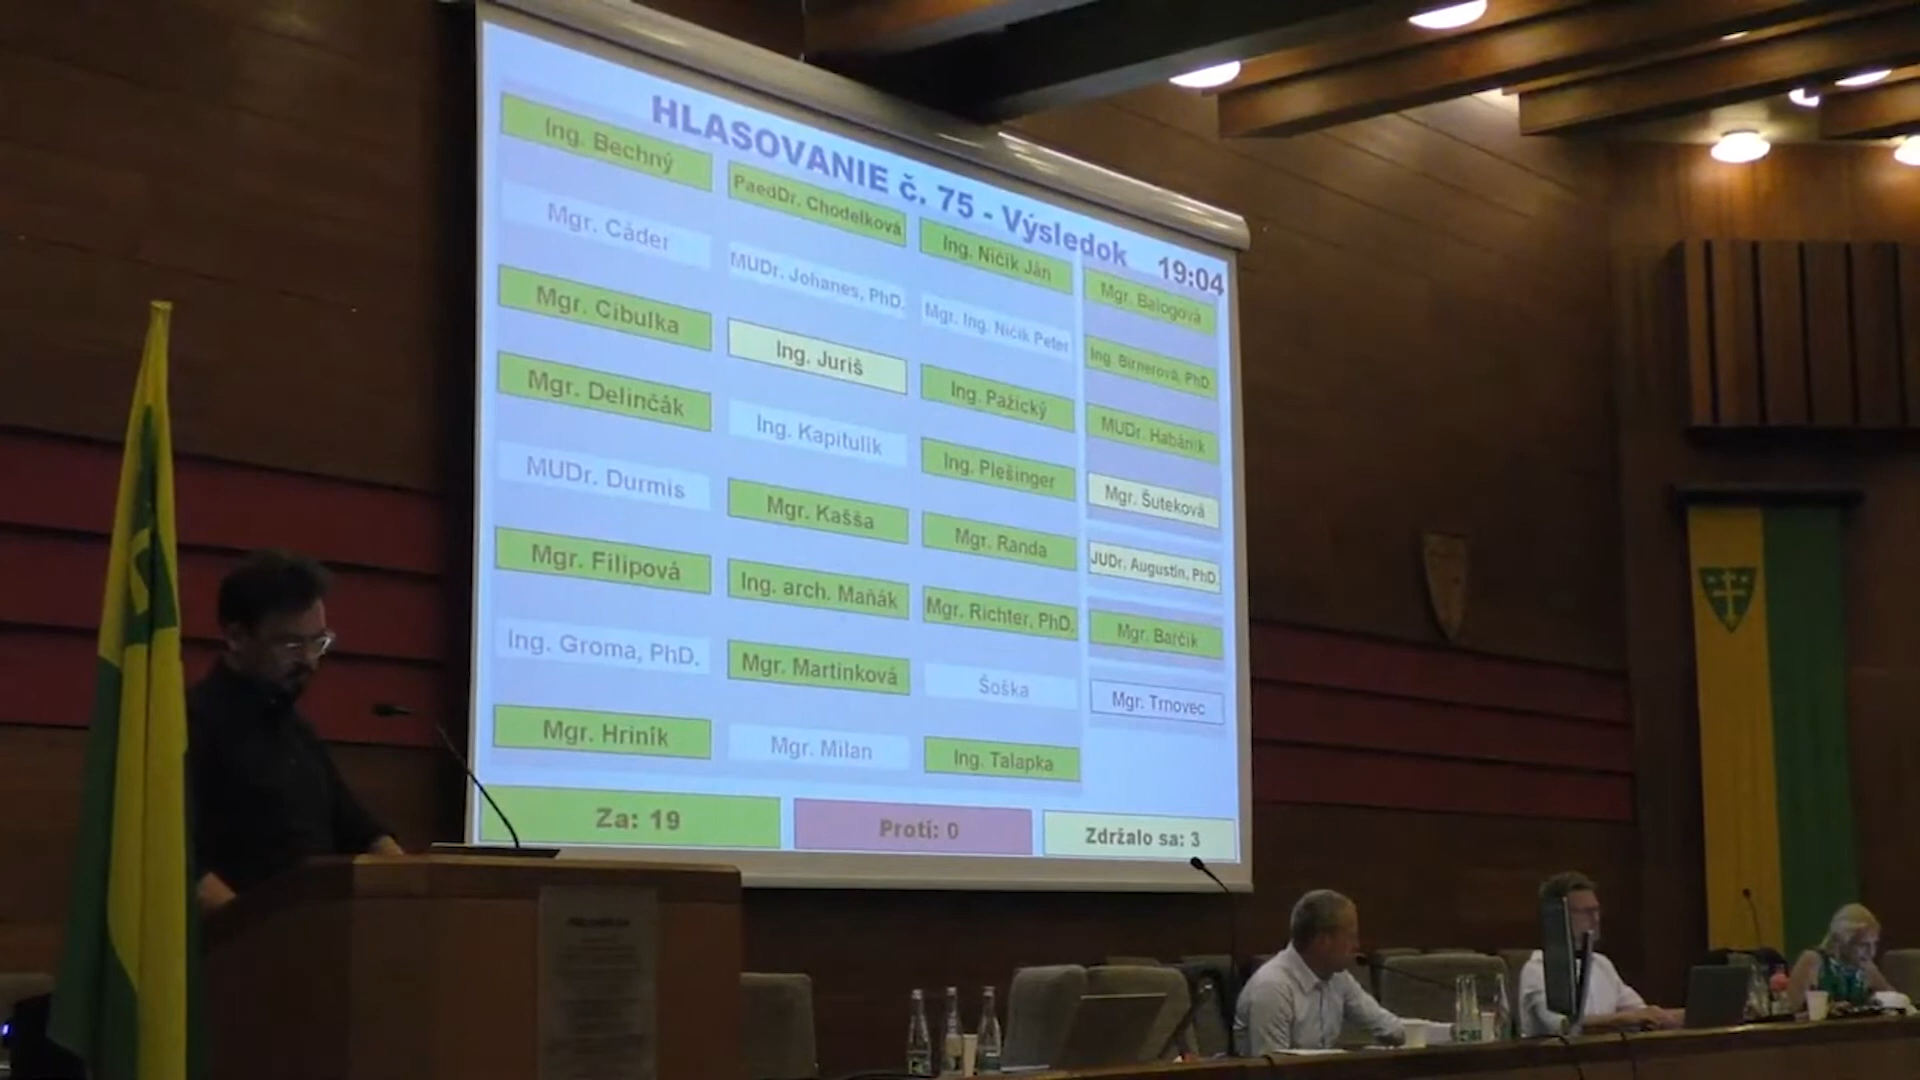 HLASOVANIE č. 75 - Výsledok 19:04
Ing. Bechný
Mgr. Cáder
Mgr. Cibulka
Mgr. Delinčák
MUDr. Durmis
Mgr. Filipová
Ing. Groma, PhD.
Mgr. Hriník
PaedDr. Chodelková
MUDr. Johanes, PhD.
Ing. Juriš
Ing. Kapitulík
Mgr. Kašša
Ing. arch. Maňák
Mgr. Martinková
Mgr. Milan
Ing. Ničík Ján
Mgr. Ing. Ničík Peter
Ing. Pažický
Ing. Plešinger
Mgr. Randa
Mgr. Richter, PhD.
Šoška
Ing. Talapka
Mgr. Balogová
Ing. Birnerová, PhD.
MUDr. Habánik
Mgr. Šuteková
JUDr. Augustín, PhD.
Mgr. Barčík
Mgr. Trnovec
Za: 19
Proti: 0
Zdržalo sa: 3